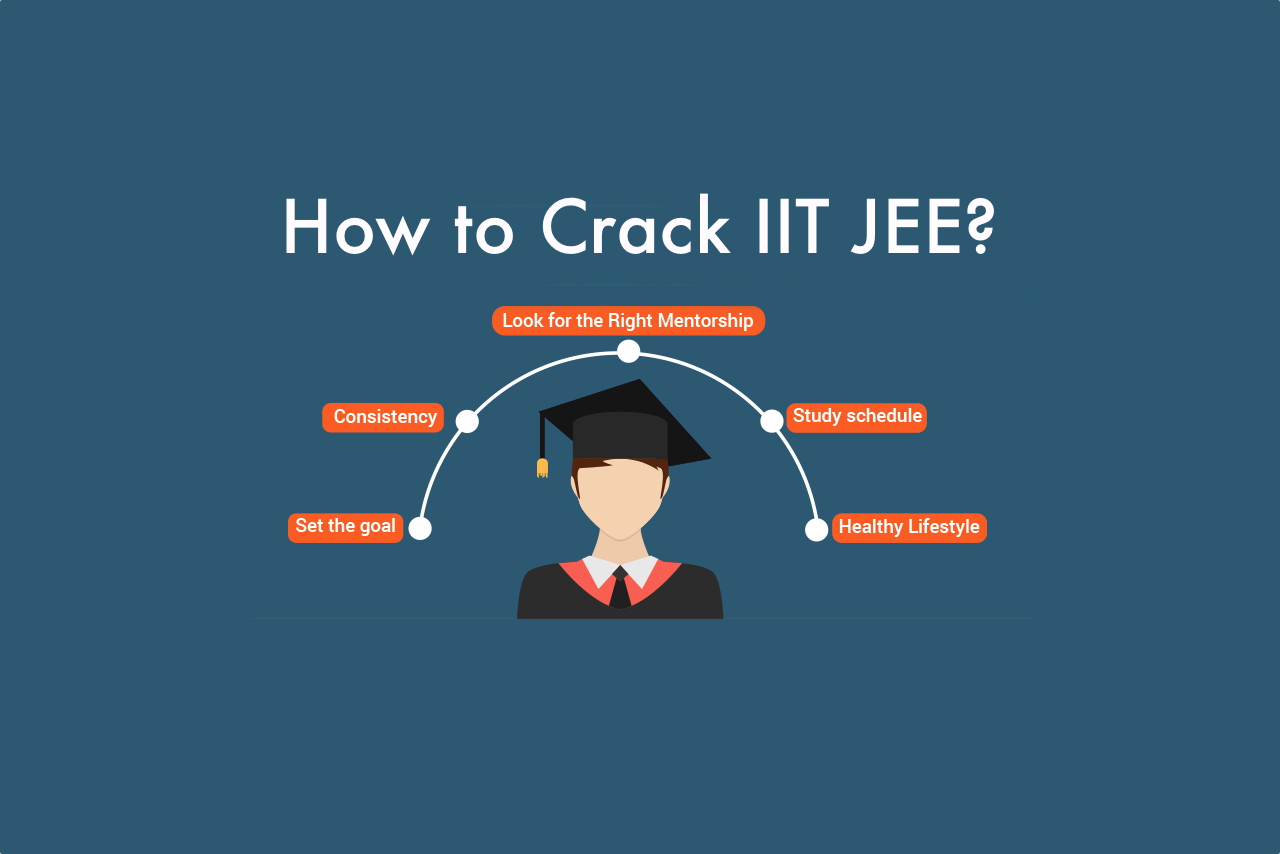 How to Crack IIT JEE?
Look for the Right Mentorship
Consistency
Study schedule
Set the goal
Healthy Lifestyle